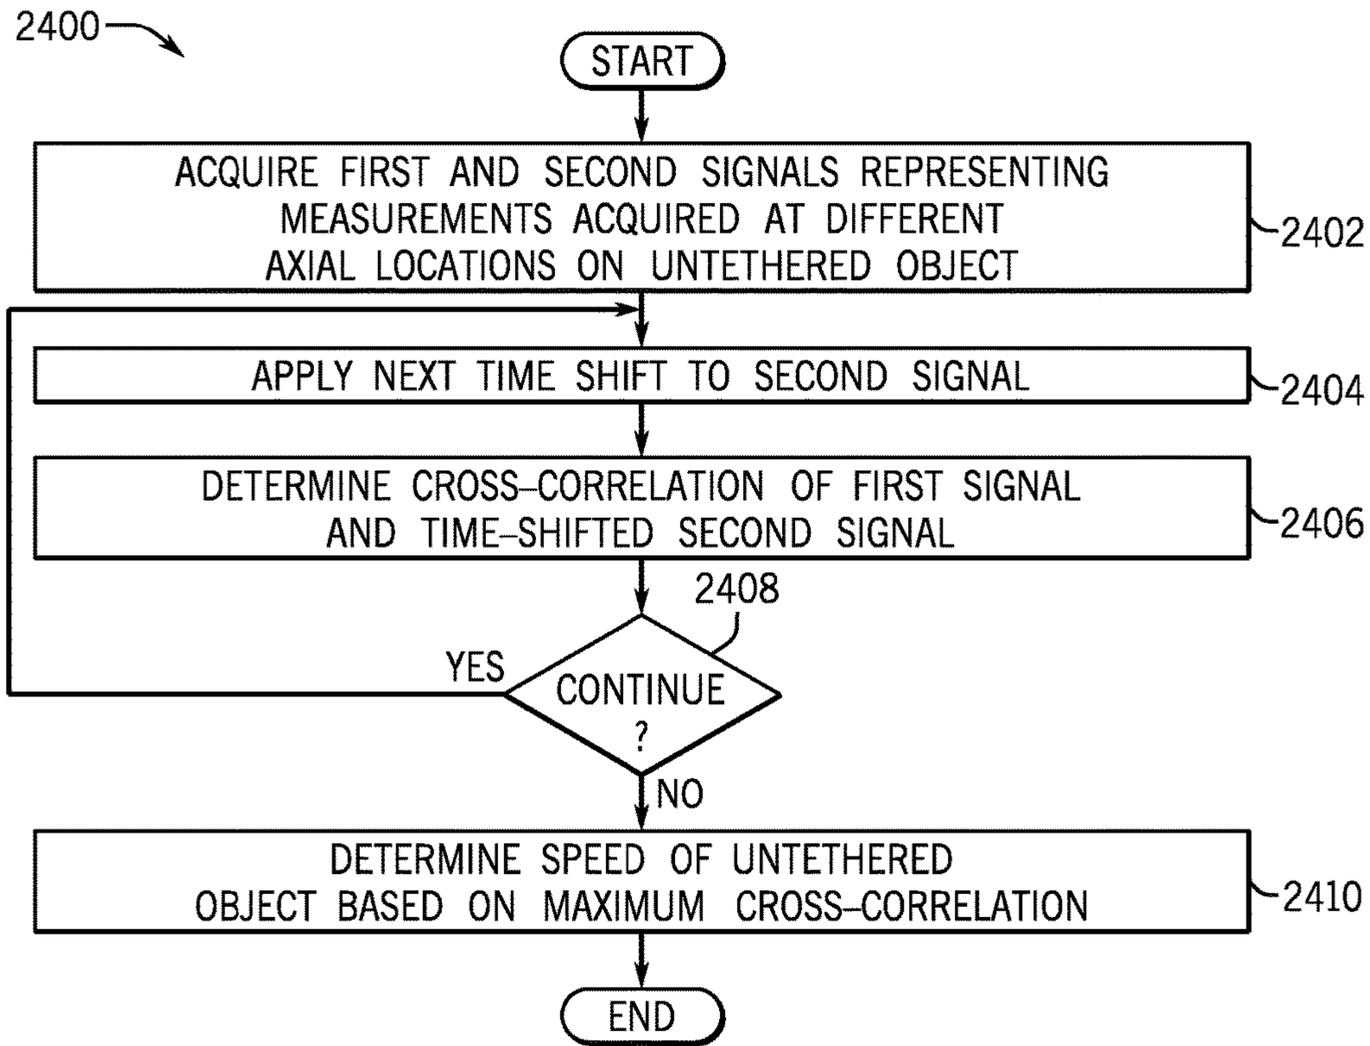 2400
START
ACQUIRE FIRST AND SECOND SIGNALS REPRESENTING
MEASUREMENTS ACQUIRED AT DIFFERENT
AXIAL LOCATIONS ON UNTETHERED OBJECT
2402
APPLY NEXT TIME SHIFT TO SECOND SIGNAL
2404
DETERMINE CROSS–CORRELATION OF FIRST SIGNAL
AND TIME–SHIFTED SECOND SIGNAL
2406
2408
YES
CONTINUE
?
NO
DETERMINE SPEED OF UNTETHERED
OBJECT BASED ON MAXIMUM CROSS–CORRELATION
2410
END